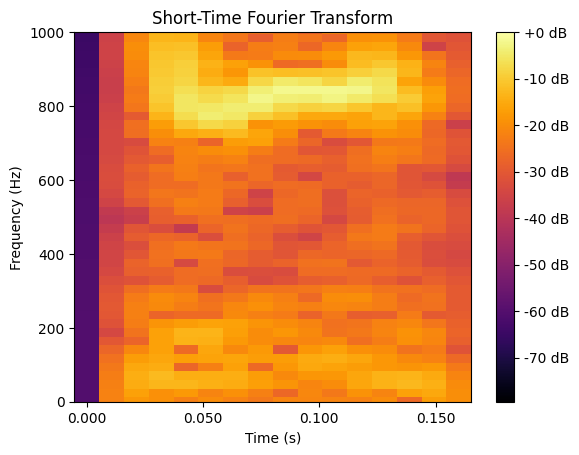 Short-Time Fourier Transform
1000
800
600
400
200
0
Frequency (Hz)
0.000
0.050
0.100
0.150
Time (s)
+0 dB
-10 dB
-20 dB
-30 dB
-40 dB
-50 dB
-60 dB
-70 dB